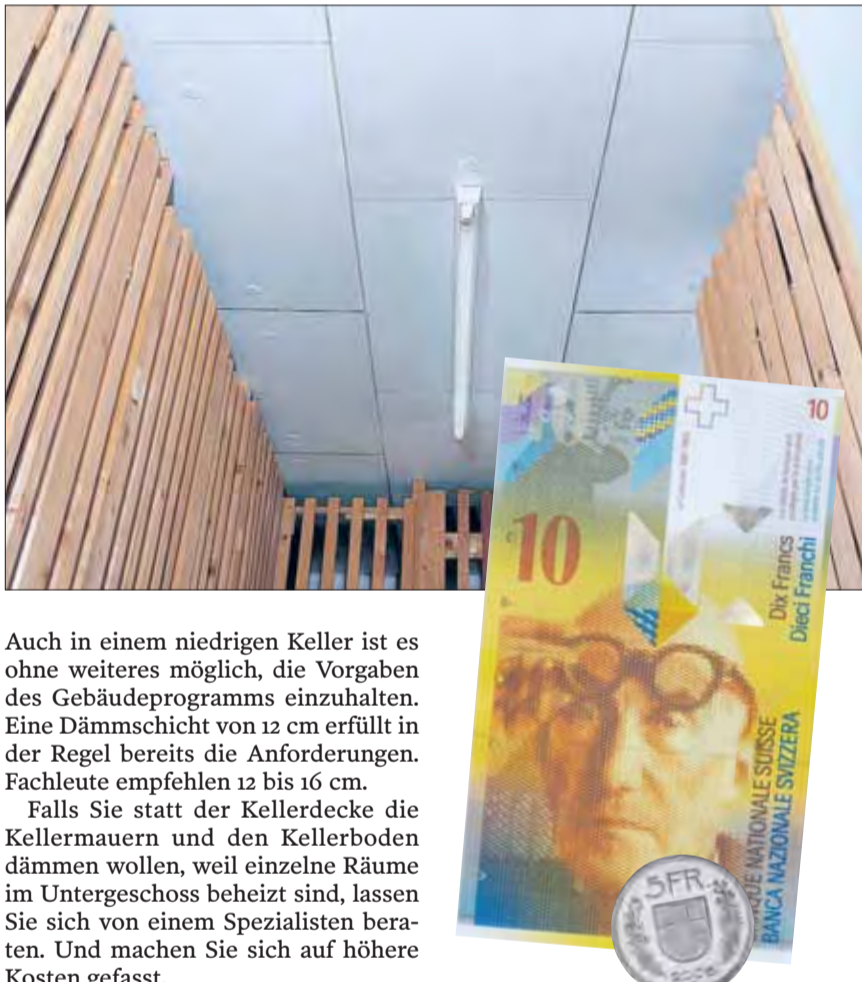 Auch in einem niedrigen Keller ist es
ohne weiteres möglich, die Vorgaben
des Gebäudeprogramms einzuhalten.
Eine Dämmschicht von 12 cm erfüllt in
der Regel bereits die Anforderungen.
Fachleute empfehlen 12 bis 16 cm.
Falls Sie statt der Kellerdecke die
Kellermauern und den Kellerboden
dämmen wollen, weil einzelne Räume
im Untergeschoss beheizt sind, lassen
Sie sich von einem Spezialisten bera-
ten. Und machen Sie sich auf höhere
Kosten gefasst
10
10
Dix Francs
Dieci Franchi
NQUE NATIONALE SUISSE
BANCA NAZIONALE SVIZZERA
5FR.